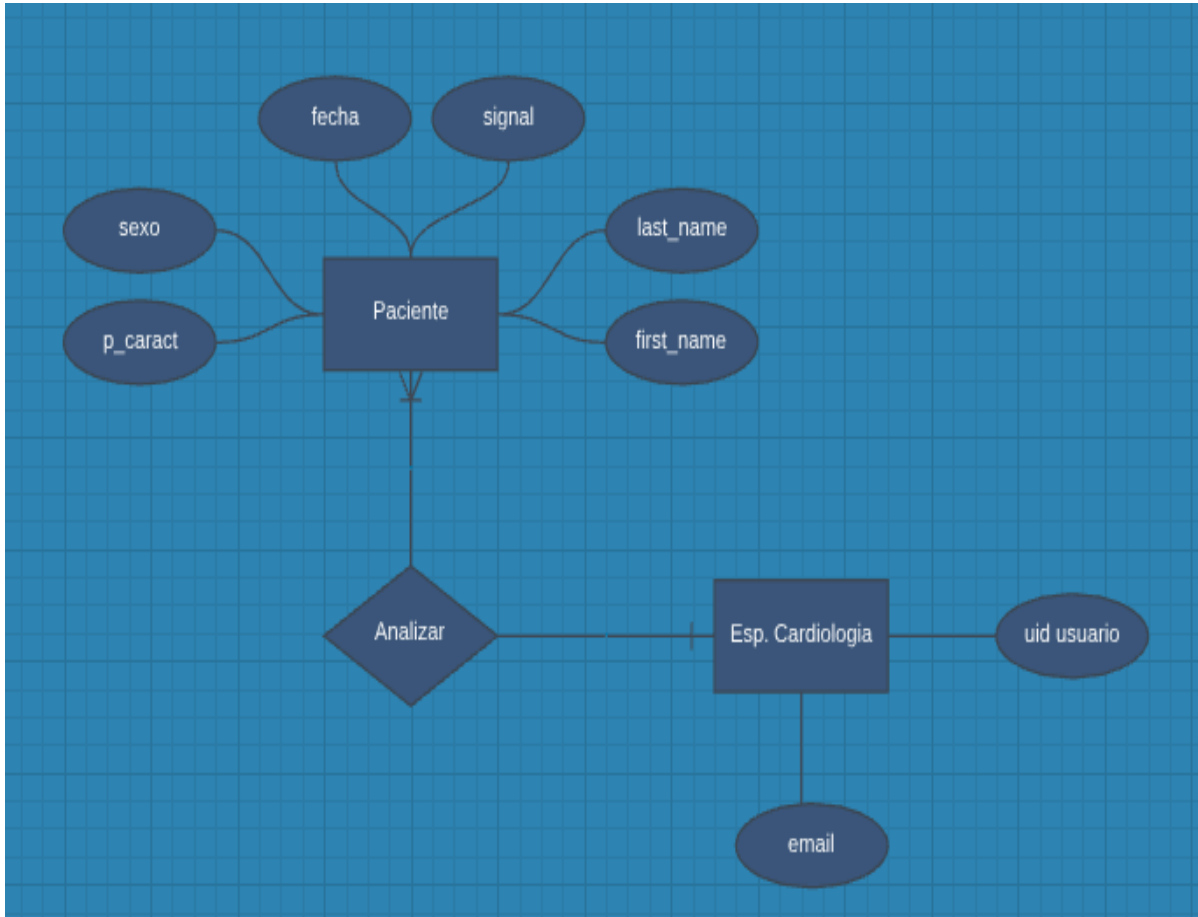 fecha
signal
sexo
last_name
Paciente
p_caract
first_name
Analizar
Esp. Cardiologia
uid usuario
email